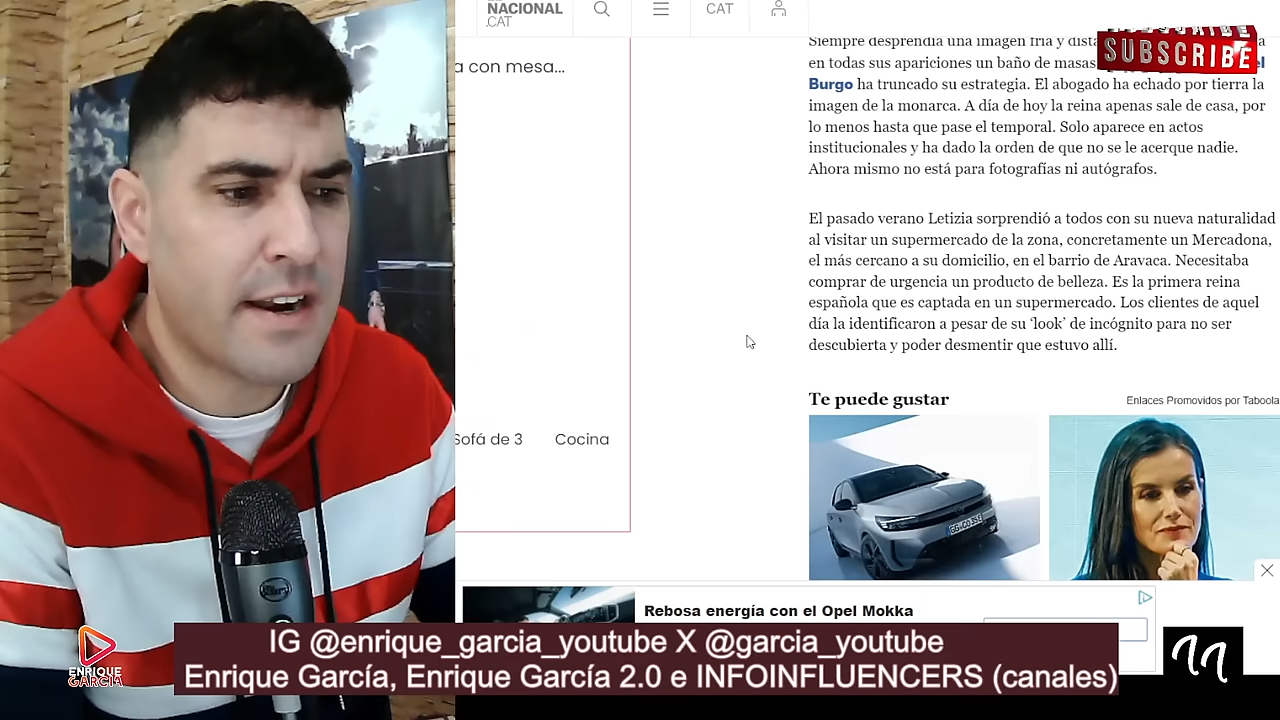 NACIONAL
.CAT
CAT
SUBSCRIBE
a con mesa...
Siempre desprendía una imagen fría y dista
en todas sus apariciones un baño de masas
el
Burgo ha truncado su estrategia. El abogado ha echado por tierra la
imagen de la monarca. A día de hoy la reina apenas sale de casa, por
lo menos hasta que pase el temporal. Solo aparece en actos
institucionales y ha dado la orden de que no se le acerque nadie.
Ahora mismo no está para fotografías ni autógrafos.
El pasado verano Letizia sorprendió a todos con su nueva naturalidad
al visitar un supermercado de la zona, concretamente un Mercadona,
el más cercano a su domicilio, en el barrio de Aravaca. Necesitaba
comprar de urgencia un producto de belleza. Es la primera reina
española que es captada en un supermercado. Los clientes de aquel
día la identificaron a pesar de su ‘look’ de incógnito para no ser
descubierta y poder desmentir que estuvo allí.
Te puede gustar
Enlaces Promovidos por Taboola
Sofá de 3
Cocina
Rebosa energía con el Opel Mokka
IG @enrique_garcia_youtube X @garcia_youtube
Enrique García, Enrique García 2.0 e INFOINFLUENCERS (canales)
ENRIQUE
GARCÍA